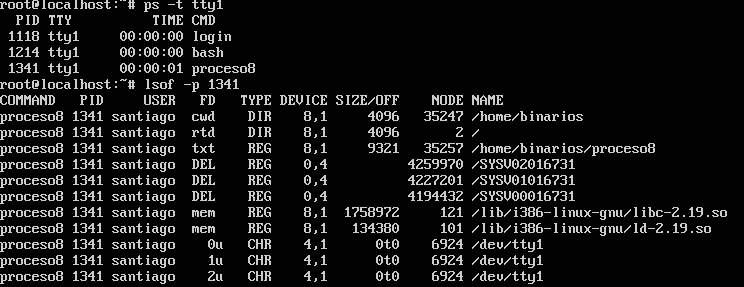 root@localhost:~# ps -t tty1
  PID TTY          TIME CMD
 1118 tty1     00:00:00 login
 1214 tty1     00:00:00 bash
 1341 tty1     00:00:01 proceso8
root@localhost:~# lsof -p 1341
COMMAND   PID     USER   FD   TYPE DEVICE SIZE/OFF    NODE NAME
proceso8 1341 santiago  cwd    DIR    8,1     4096   35247 /home/binarios
proceso8 1341 santiago  rtd    DIR    8,1     4096       2 /
proceso8 1341 santiago  txt    REG    8,1     9321   35257 /home/binarios/proceso8
proceso8 1341 santiago  DEL    REG    0,4          4259970 /SYSV02016731
proceso8 1341 santiago  DEL    REG    0,4          4227201 /SYSV01016731
proceso8 1341 santiago  DEL    REG    0,4          4194432 /SYSV00016731
proceso8 1341 santiago  mem    REG    8,1  1758972     121 /lib/i386-linux-gnu/libc-2.19.so
proceso8 1341 santiago  mem    REG    8,1   134380     101 /lib/i386-linux-gnu/ld-2.19.so
proceso8 1341 santiago   0u   CHR    4,1      0t0    6924 /dev/tty1
proceso8 1341 santiago   1u   CHR    4,1      0t0    6924 /dev/tty1
proceso8 1341 santiago   2u   CHR    4,1      0t0    6924 /dev/tty1